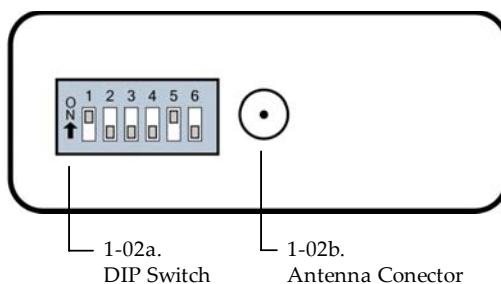 ON 1 2 3 4 5 6
1-02a.
DIP Switch
1-02b.
Antenna Conector